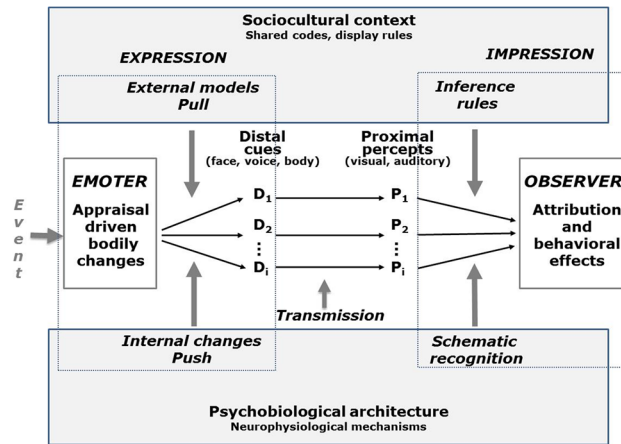 Sociocultural context
Shared codes, display rules
EXPRESSION
IMPRESSION
External models
Pull
Inference
rules
Distal
cues
(face, voice, body)
Proximal
percepts
(visual, auditory)
Event
EMOTER
Appraisal
driven
bodily
changes
D1
D2
⋮
Di
P1
P2
⋮
Pi
OBSERVER
Attribution
and
behavioral
effects
Transmission
Internal changes
Push
Schematic
recognition
Psychobiological architecture
Neurophysiological mechanisms